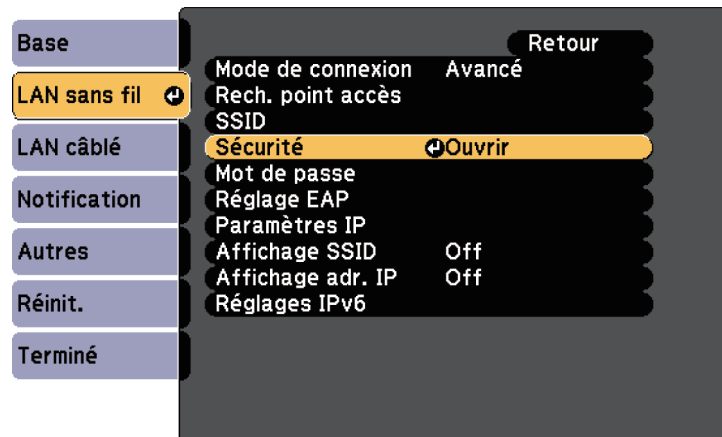 Base
LAN sans fil
LAN câblé
Notification
Autres
Réinit.
Terminé
Retour
Mode de connexion Avancé
Rech. point accès
SSID
Sécurité Ouvrir
Mot de passe
Réglage EAP
Paramètres IP
Affichage SSID Off
Affichage adr. IP Off
Réglages IPv6